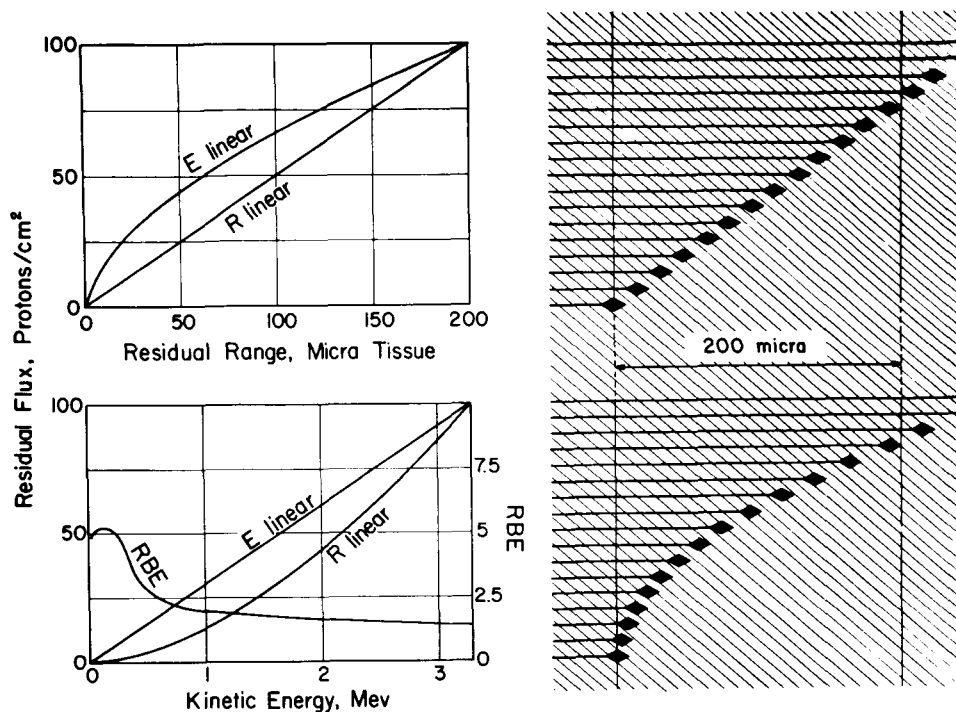 Residual Flux, Protons/cm²
100
50
0
E linear
R linear
0 50 100 150 200
Residual Range, Micra Tissue
100
50
0
7.5
5
2.5
0
RBE
E linear
R linear
RBE
0 1 2 3
Kinetic Energy, Mev
200 micra